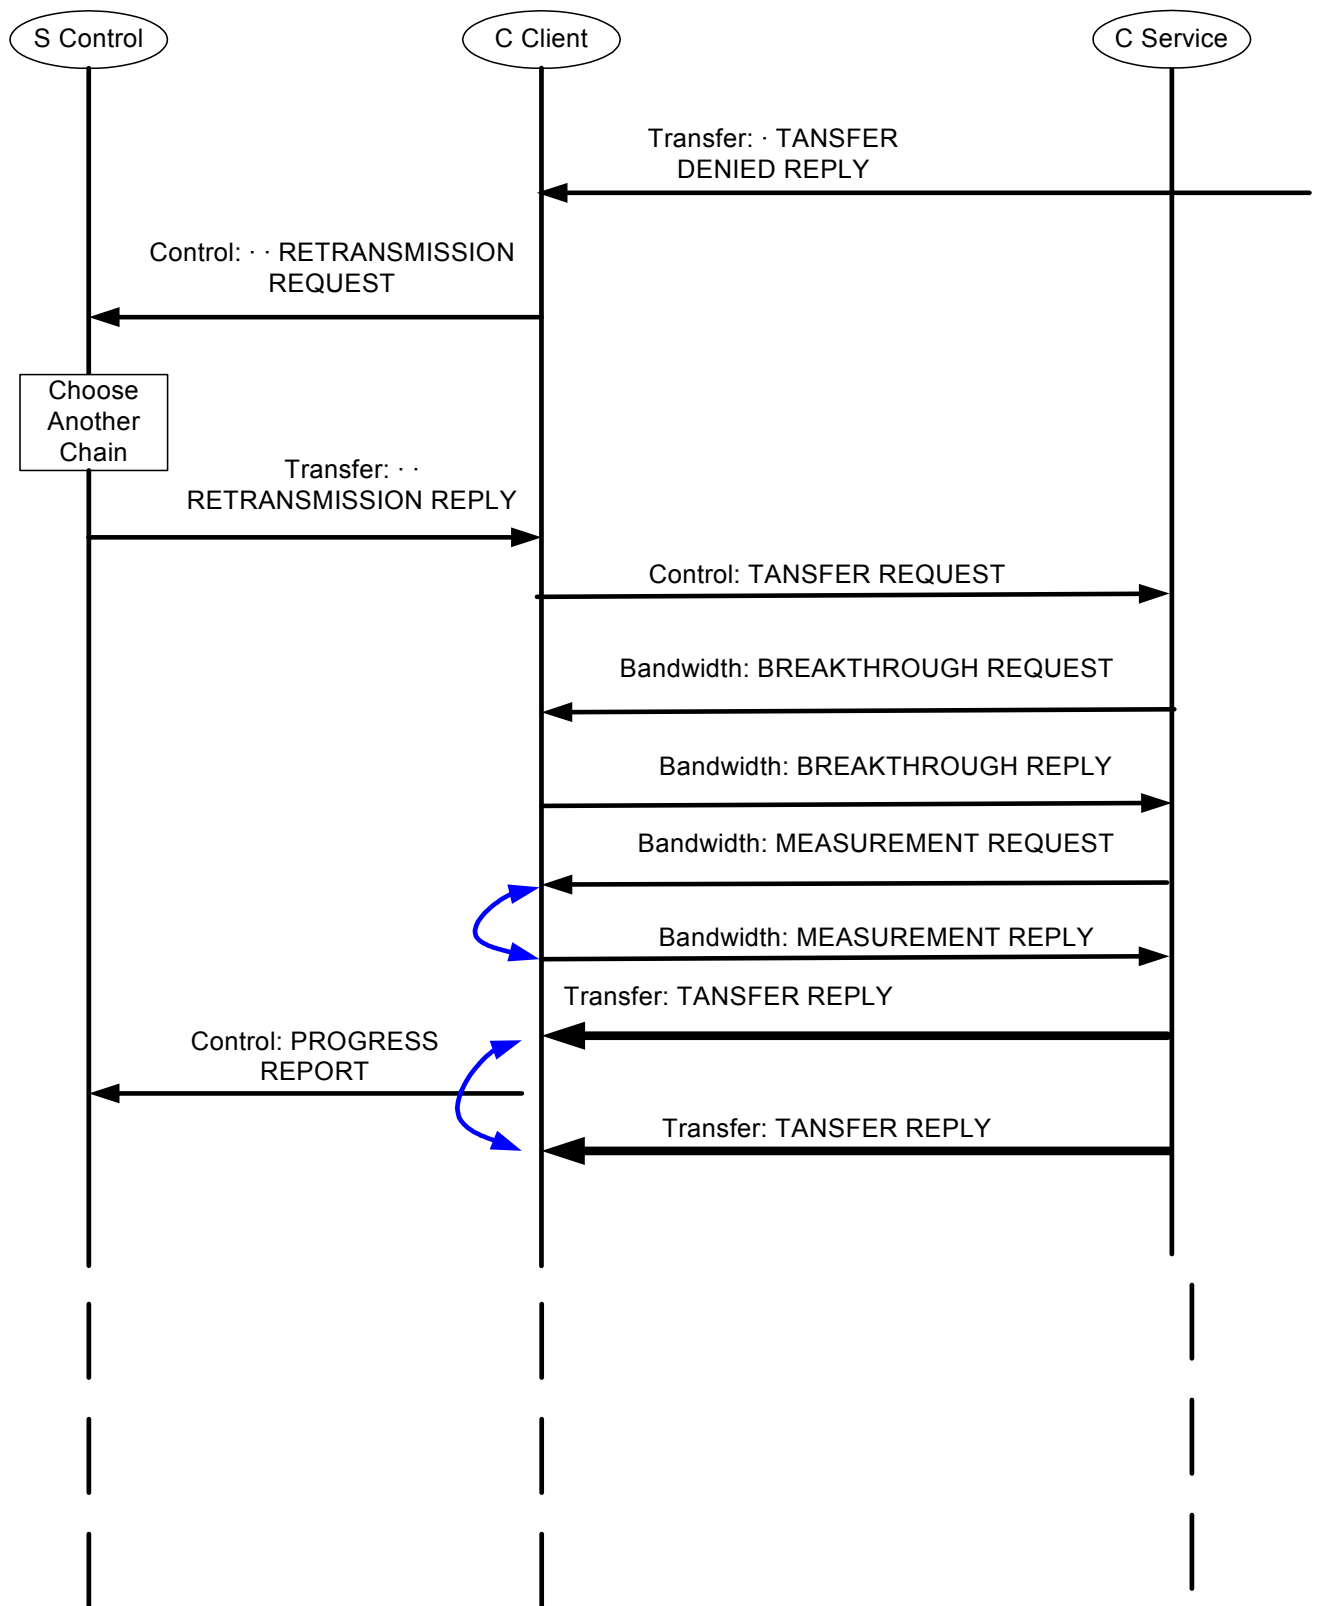 S Control
C Client
C Service
Transfer: · TANSFER
DENIED REPLY
Control: · · RETRANSMISSION
REQUEST
Choose
Another
Chain
Transfer: · ·
RETRANSMISSION REPLY
Control: TANSFER REQUEST
Bandwidth: BREAKTHROUGH REQUEST
Bandwidth: BREAKTHROUGH REPLY
Bandwidth: MEASUREMENT REQUEST
Bandwidth: MEASUREMENT REPLY
Transfer: TANSFER REPLY
Control: PROGRESS
REPORT
Transfer: TANSFER REPLY